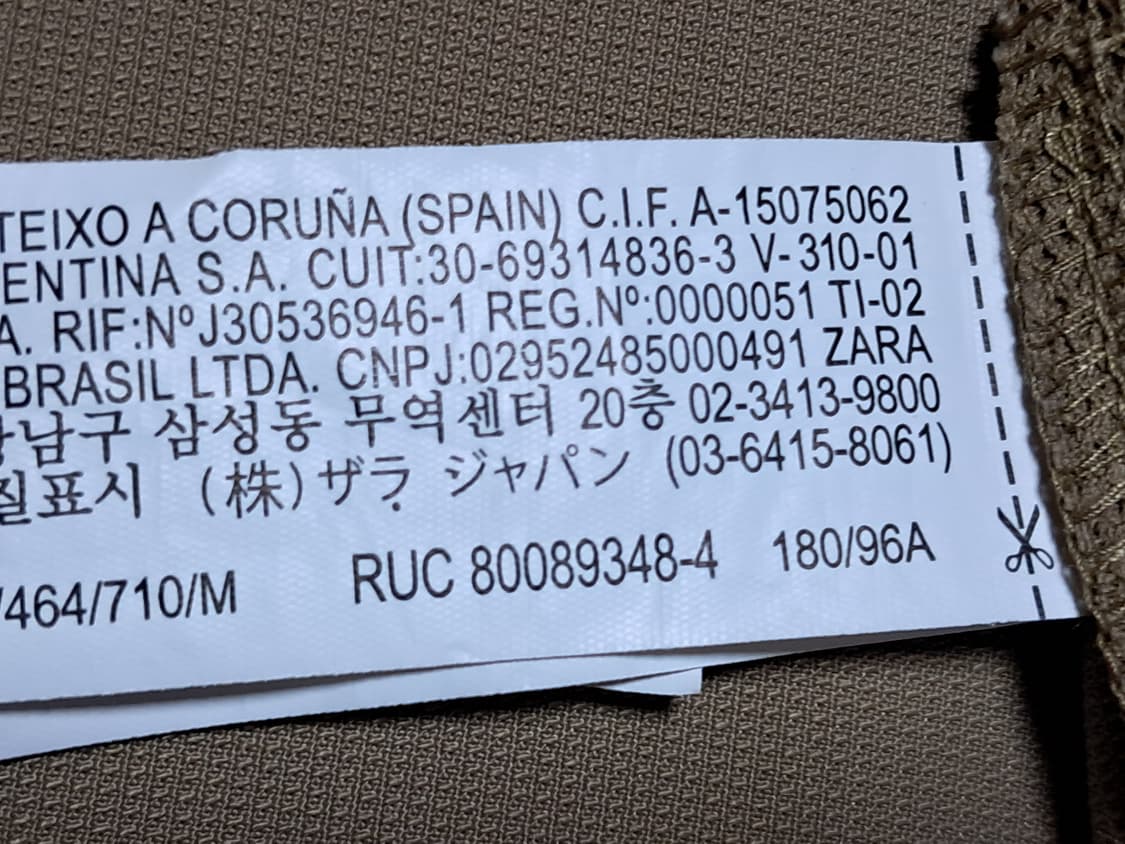 TEIXO A CORUÑA (SPAIN) C.I.F. A-15075062
ENTINA S.A. CUIT:30-69314836-3 V-310-01
A. RIF:NºJ30536946-1 REG.Nº:0000051 TI-02
BRASIL LTDA. CNPJ:02952485000491 ZARA
강남구 삼성동 무역센터 20층 02-3413-9800
질표시 (株)ザラ ジャパン (03-6415-8061)
/464/710/M RUC 80089348-4 180/96A